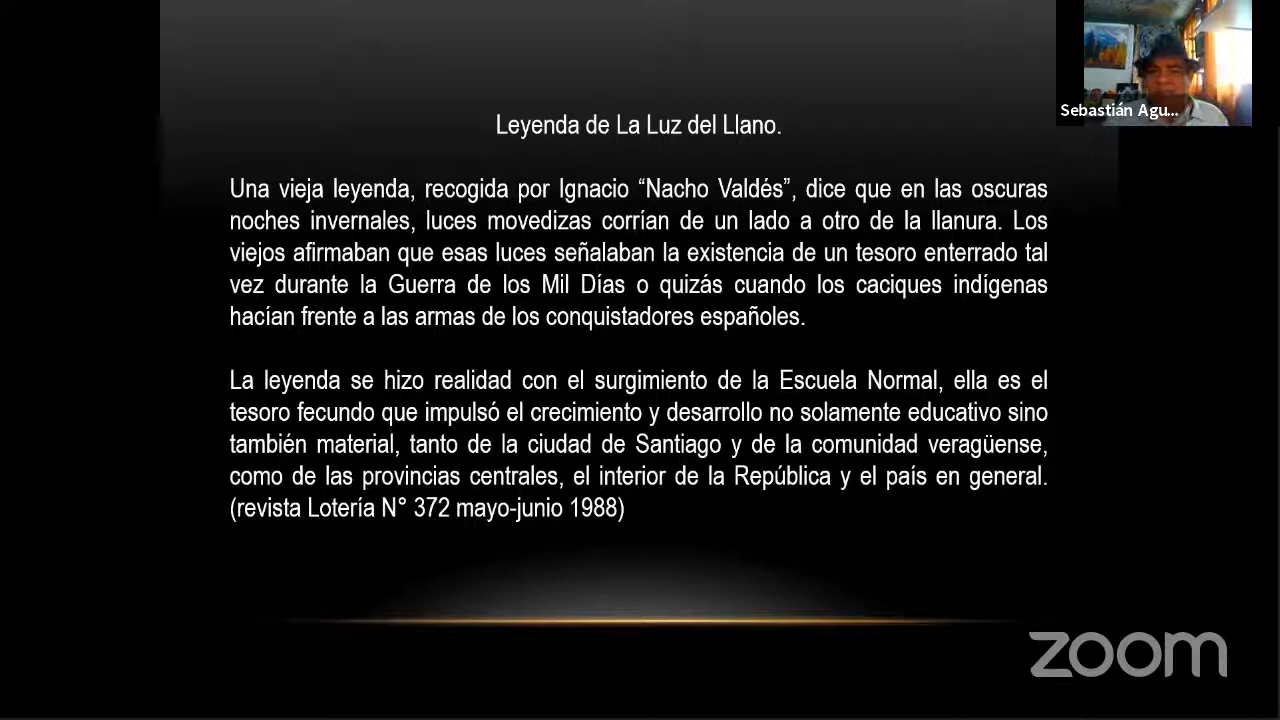 Leyenda de La Luz del Llano.
Una vieja leyenda, recogida por Ignacio “Nacho Valdés”, dice que en las oscuras
noches invernales, luces movedizas corrían de un lado a otro de la llanura. Los
viejos afirmaban que esas luces señalaban la existencia de un tesoro enterrado tal
vez durante la Guerra de los Mil Días o quizás cuando los caciques indígenas
hacían frente a las armas de los conquistadores españoles.
La leyenda se hizo realidad con el surgimiento de la Escuela Normal, ella es el
tesoro fecundo que impulsó el crecimiento y desarrollo no solamente educativo sino
también material, tanto de la ciudad de Santiago y de la comunidad veragüense,
como de las provincias centrales, el interior de la República y el país en general.
(revista Lotería N° 372 mayo-junio 1988)
Sebastián Agu...
zoom